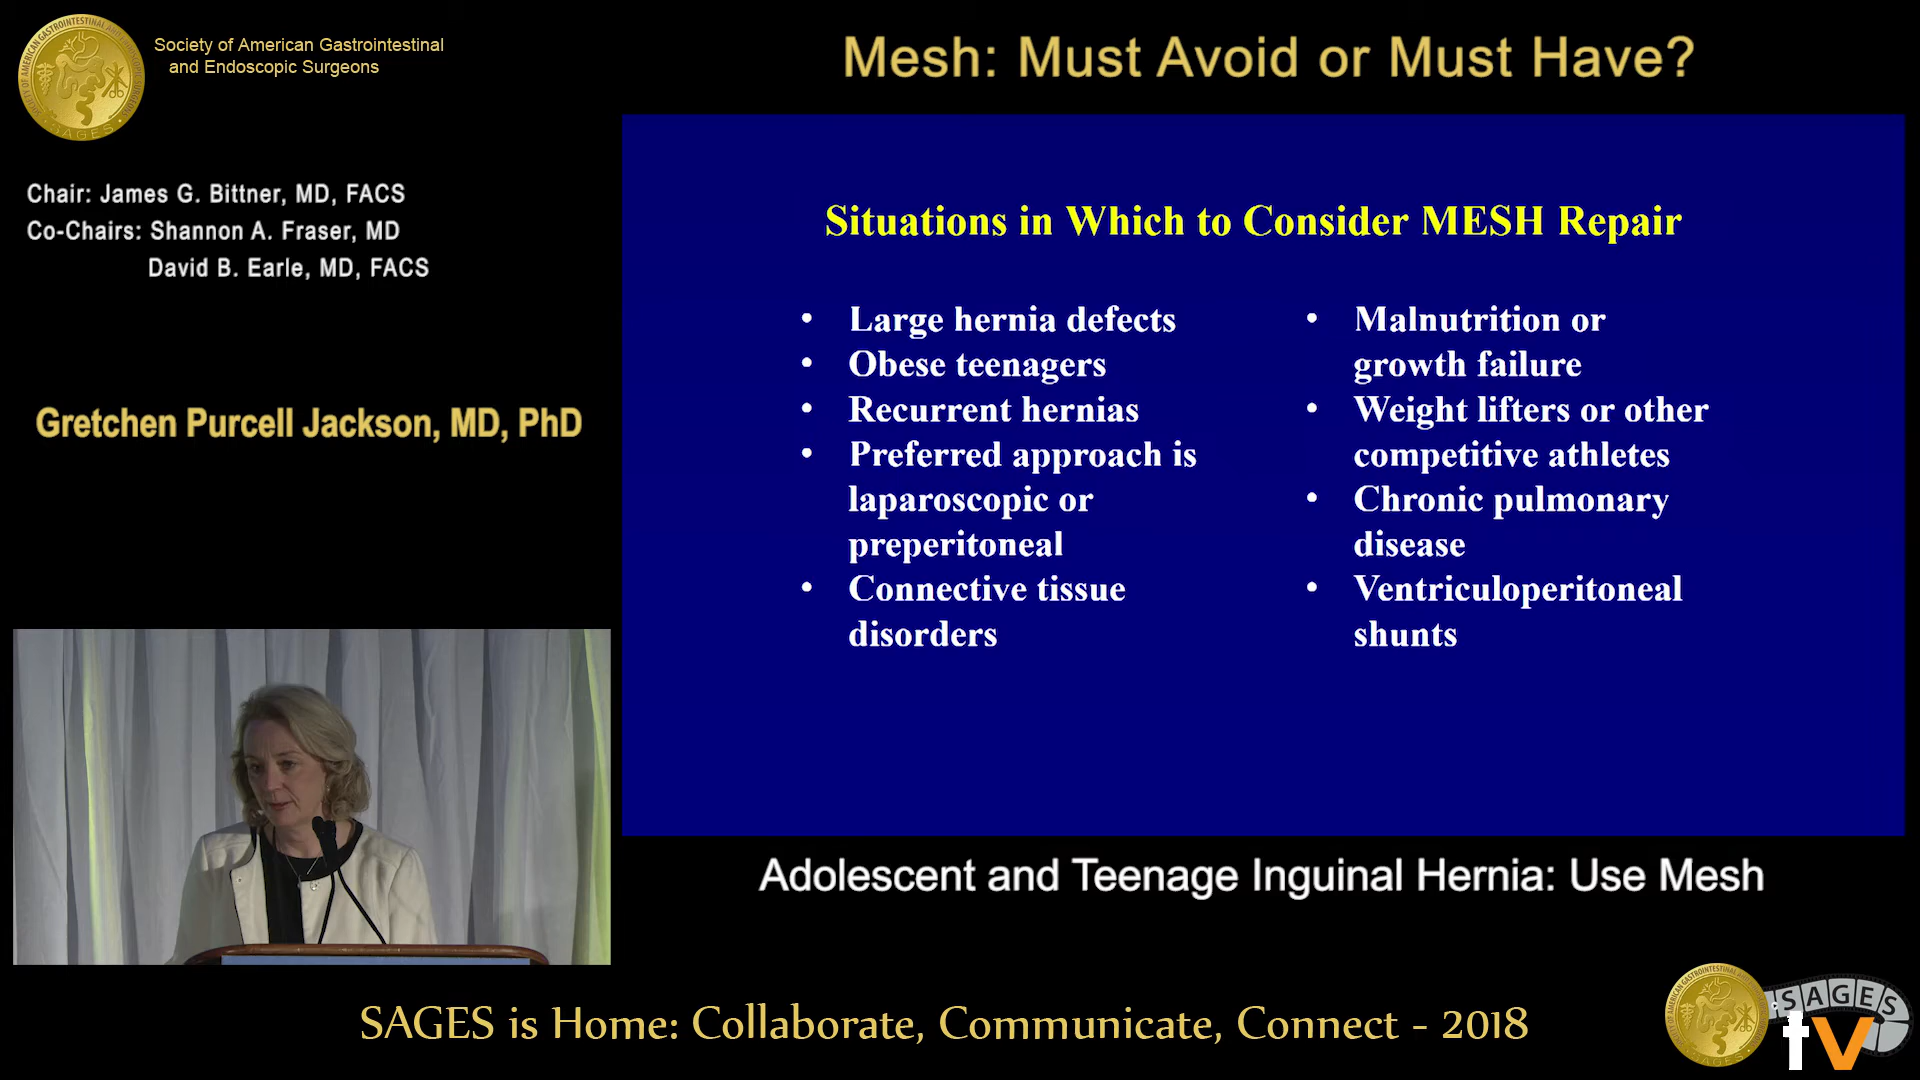 Society of American Gastrointestinal
and Endoscopic Surgeons
SAGES
Mesh: Must Avoid or Must Have?
Chair: James G. Bittner, MD, FACS
Co-Chairs: Shannon A. Fraser, MD
David B. Earle, MD, FACS
Gretchen Purcell Jackson, MD, PhD
Situations in Which to Consider MESH Repair
• Large hernia defects
• Obese teenagers
• Recurrent hernias
• Preferred approach is
laparoscopic or
preperitoneal
• Connective tissue
disorders
• Malnutrition or
growth failure
• Weight lifters or other
competitive athletes
• Chronic pulmonary
disease
• Ventriculoperitoneal
shunts
Adolescent and Teenage Inguinal Hernia: Use Mesh
SAGES is Home: Collaborate, Communicate, Connect - 2018
SAGES
tv